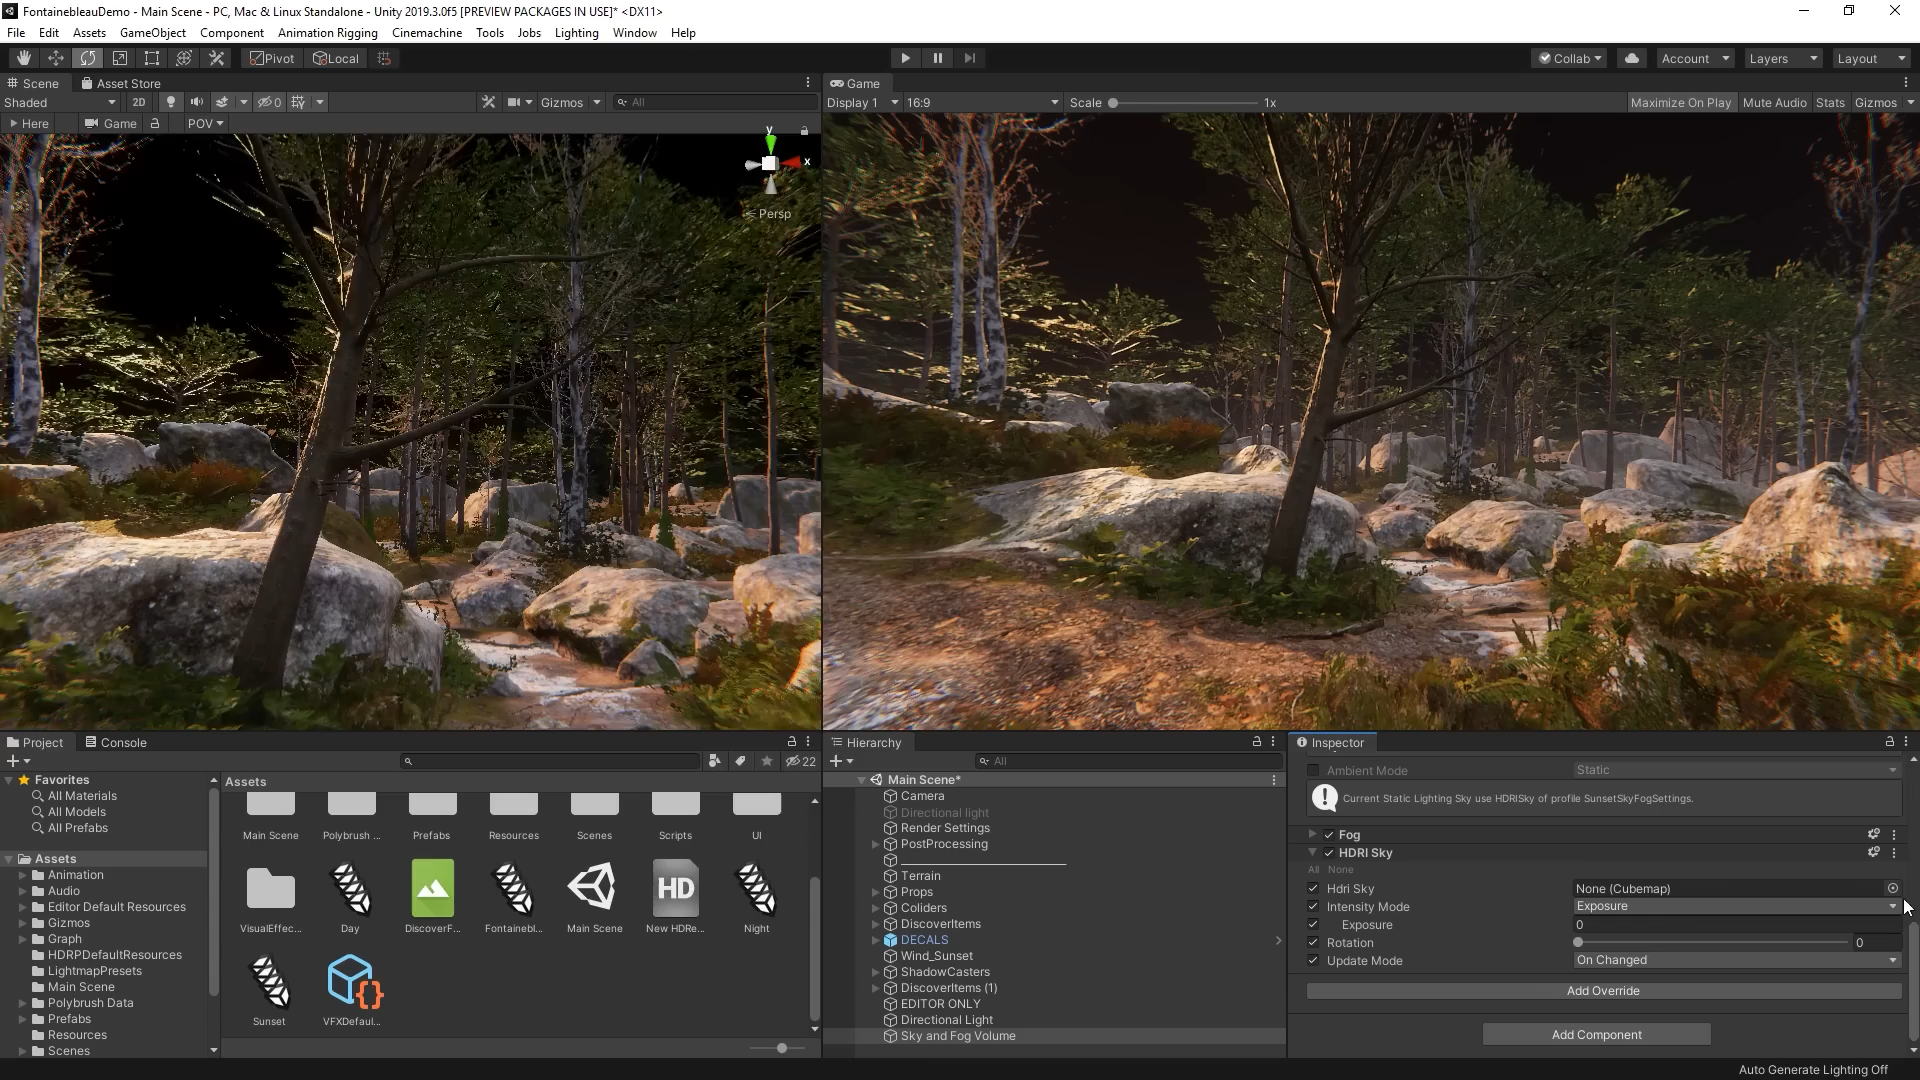 FontainebleauDemo - Main Scene - PC, Mac & Linux Standalone - Unity 2019.3.0f5 [PREVIEW PACKAGES IN USE]* <DX11>
File Edit Assets GameObject Component Animation Rigging Cinemachine Tools Jobs Lighting Window Help
Pivot Local Collab Account Layers Layout
Scene Asset Store
Shaded 2D 0 Gizmos All
Here Game POV
y
x
Persp
Game
Display 1 16:9 Scale 1x Maximize On Play Mute Audio Stats Gizmos
Project Console
22
Favorites
All Materials
All Models
All Prefabs
Assets
Animation
Audio
Editor Default Resources
Gizmos
Graph
HDRPDefaultResources
LightmapPresets
Main Scene
Polybrush Data
Prefabs
Resources
Scenes
Assets
Main Scene Polybrush ... Prefabs Resources Scenes Scripts UI
HD
VisualEffec... Day DiscoverF... Fontainebl... Main Scene New HDRe... Night
Sunset VFXDefaul...
Hierarchy
All
Main Scene*
Camera
Directional light
Render Settings
PostProcessing
___________________________
Terrain
Props
Coliders
DiscoverItems
DECALS
Wind_Sunset
ShadowCasters
DiscoverItems (1)
EDITOR ONLY
Directional Light
Sky and Fog Volume
Inspector
Ambient Mode Static
Current Static Lighting Sky use HDRISky of profile SunsetSkyFogSettings.
Fog
HDRI Sky
All None
Hdri Sky None (Cubemap)
Intensity Mode Exposure
Exposure 0
Rotation 0
Update Mode On Changed
Add Override
Add Component
Auto Generate Lighting Off